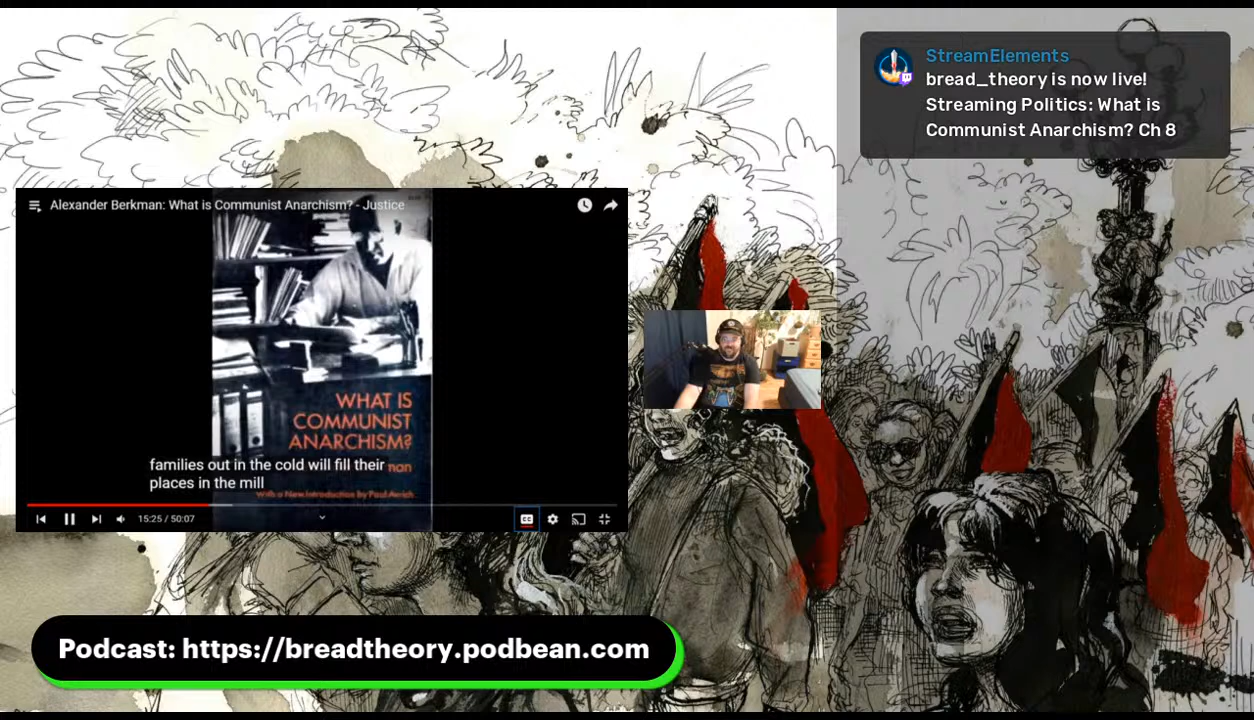 StreamElements
bread_theory is now live!
Streaming Politics: What is
Communist Anarchism? Ch 8
Alexander Berkman: What is Communist Anarchism? - Justice
WHAT IS
COMMUNIST
ANARCHISM?
families out in the cold will fill their
places in the mill
With a New Introduction by Paul Avrich
15:25 / 50:07
CC
Podcast: https://breadtheory.podbean.com